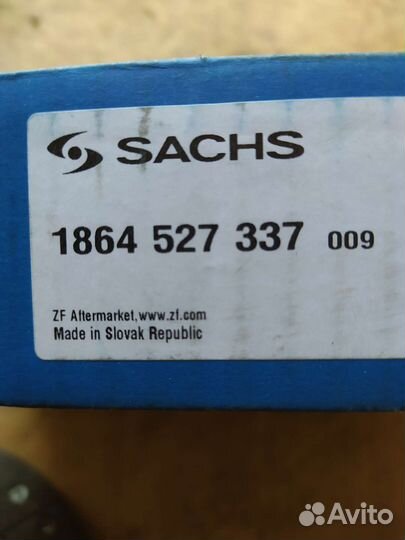 SACHS
1864 527 337 009
ZF Aftermarket,www.zf.com
Made in Slovak Republic
Avito